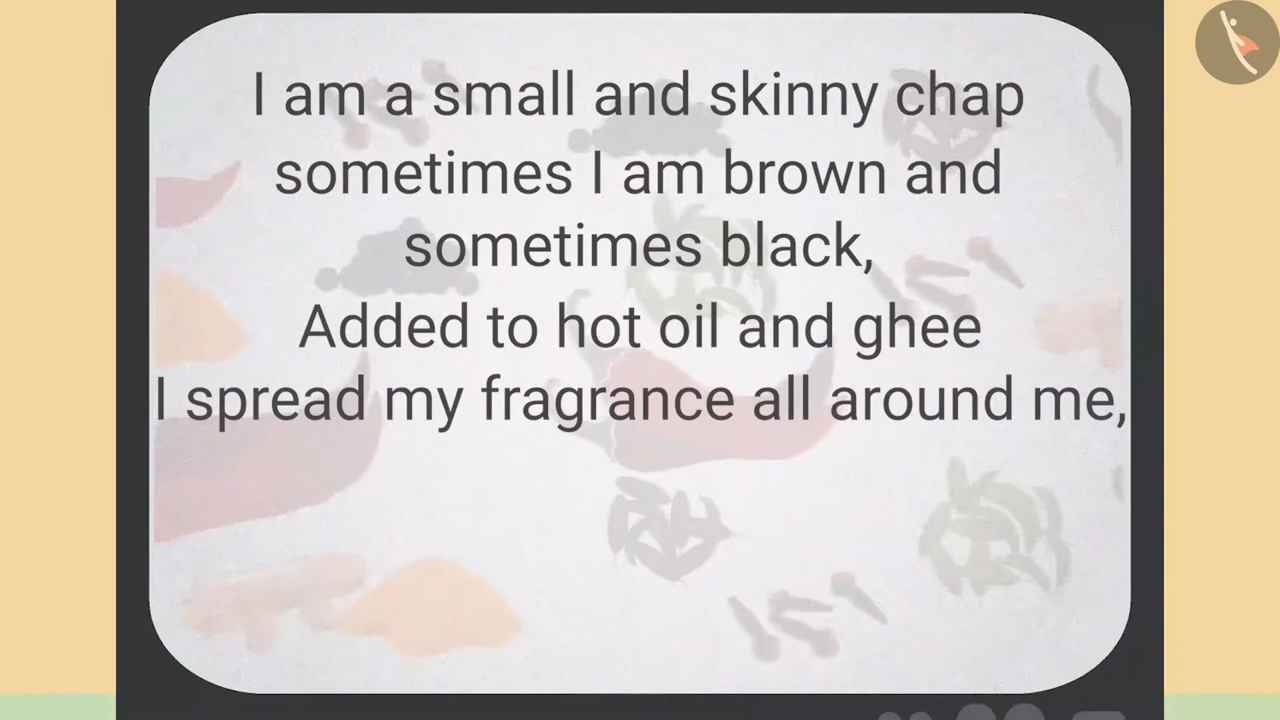 I am a small and skinny chap
sometimes I am brown and
sometimes black,
Added to hot oil and ghee
I spread my fragrance all around me,